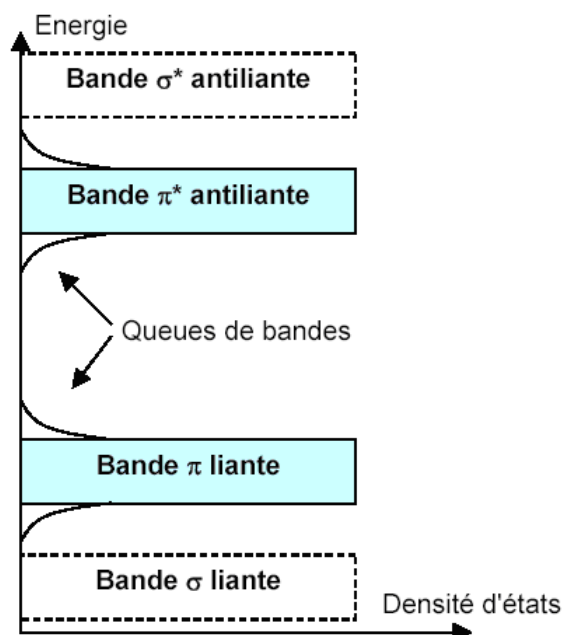 Energie
Bande σ* antiliante
Bande π* antiliante
Queues de bandes
Bande π liante
Bande σ liante
Densité d'états